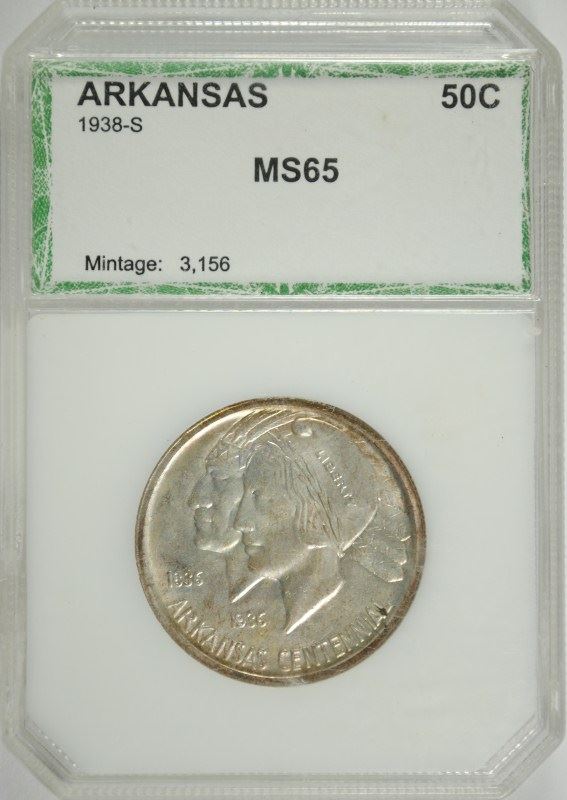 ARKANSAS 50C
1938-S
MS65
Mintage: 3,156
LIBERTY
1836
1936
ARKANSAS CENTENNIAL